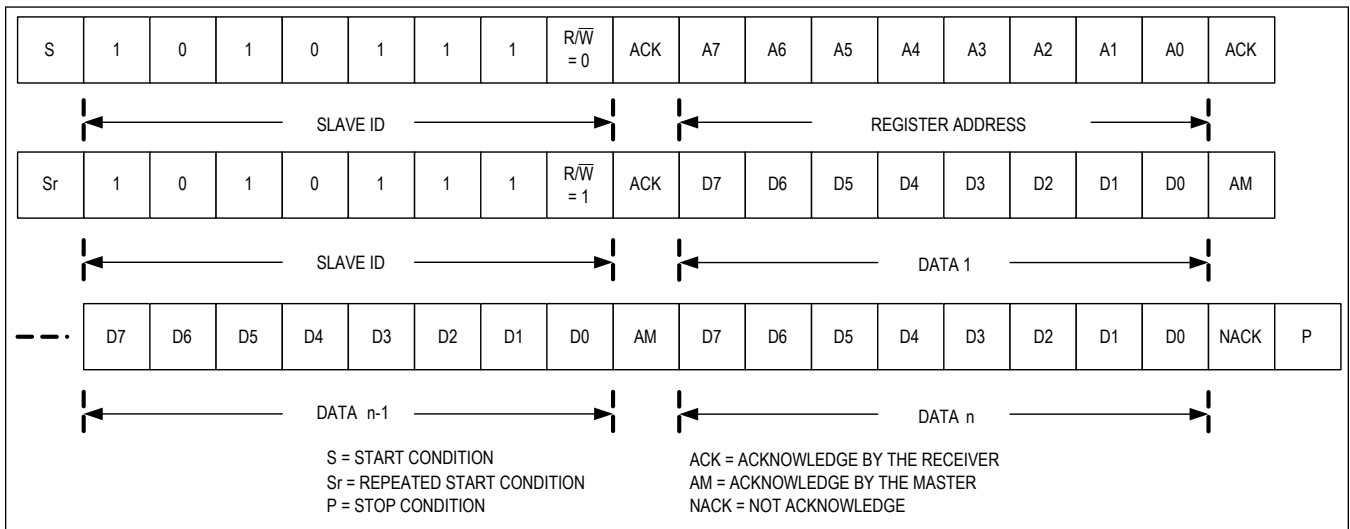 S 1 0 1 0 1 1 1 R/W̅ = 0 ACK A7 A6 A5 A4 A3 A2 A1 A0 ACK
SLAVE ID REGISTER ADDRESS
Sr 1 0 1 0 1 1 1 R/W̅ = 1 ACK D7 D6 D5 D4 D3 D2 D1 D0 AM
SLAVE ID DATA 1
D7 D6 D5 D4 D3 D2 D1 D0 AM D7 D6 D5 D4 D3 D2 D1 D0 NACK P
DATA n-1 DATA n
S = START CONDITION
Sr = REPEATED START CONDITION
P = STOP CONDITION
ACK = ACKNOWLEDGE BY THE RECEIVER
AM = ACKNOWLEDGE BY THE MASTER
NACK = NOT ACKNOWLEDGE